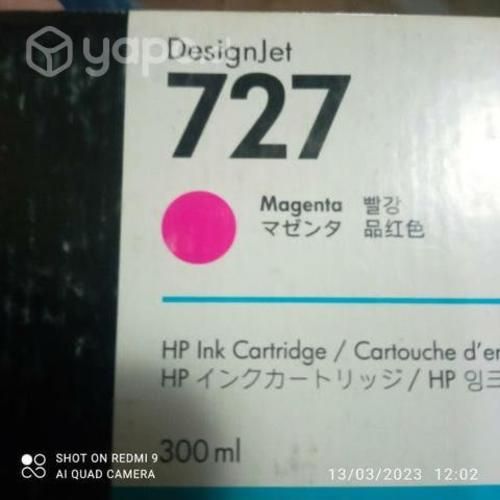 DesignJet
727
Magenta 빨강
マゼンタ 品红色
HP Ink Cartridge / Cartouche d'en
HP インクカートリッジ / HP 잉크
300 ml
SHOT ON REDMI 9
AI QUAD CAMERA
13/03/2023 12:02